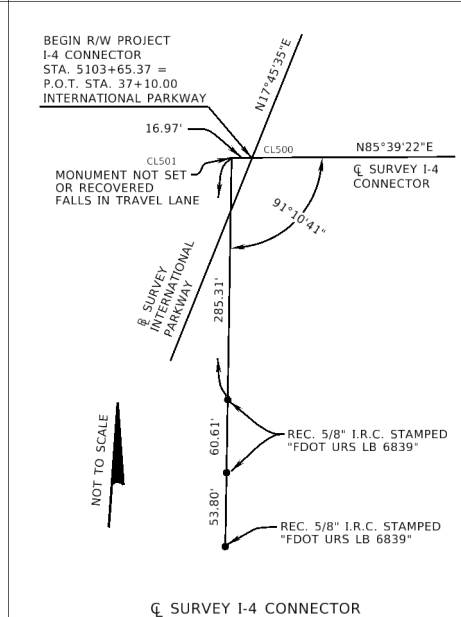 BEGIN R/W PROJECT
I-4 CONNECTOR
STA. 5103+65.37 =
P.O.T. STA. 37+10.00
INTERNATIONAL PARKWAY
N17°45'35"E
16.97'
CL500
N85°39'22"E
CL501
MONUMENT NOT SET
OR RECOVERED
FALLS IN TRAVEL LANE
℄ SURVEY I-4
CONNECTOR
91°10'41"
BL SURVEY
INTERNATIONAL
PARKWAY
285.31'
NOT TO SCALE
60.61'
REC. 5/8" I.R.C. STAMPED
"FDOT URS LB 6839"
53.80'
REC. 5/8" I.R.C. STAMPED
"FDOT URS LB 6839"
℄ SURVEY I-4 CONNECTOR